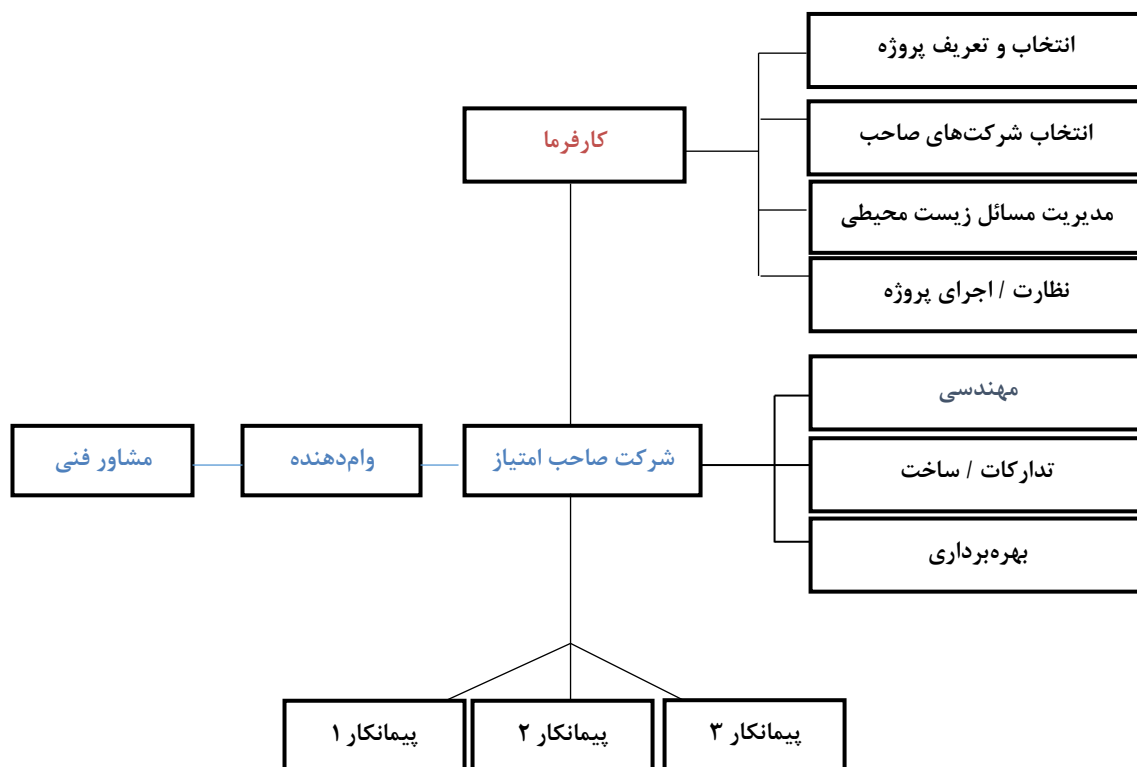 انتخاب و تعریف پروژه
کارفرما
انتخاب شرکت‌های صاحب
مدیریت مسائل زیست محیطی
نظارت / اجرای پروژه
مهندسی
شرکت صاحب امتیاز
وام‌دهنده
مشاور فنی
تدارکات / ساخت
بهره‌برداری
پیمانکار ۳
پیمانکار ۲
پیمانکار ۱